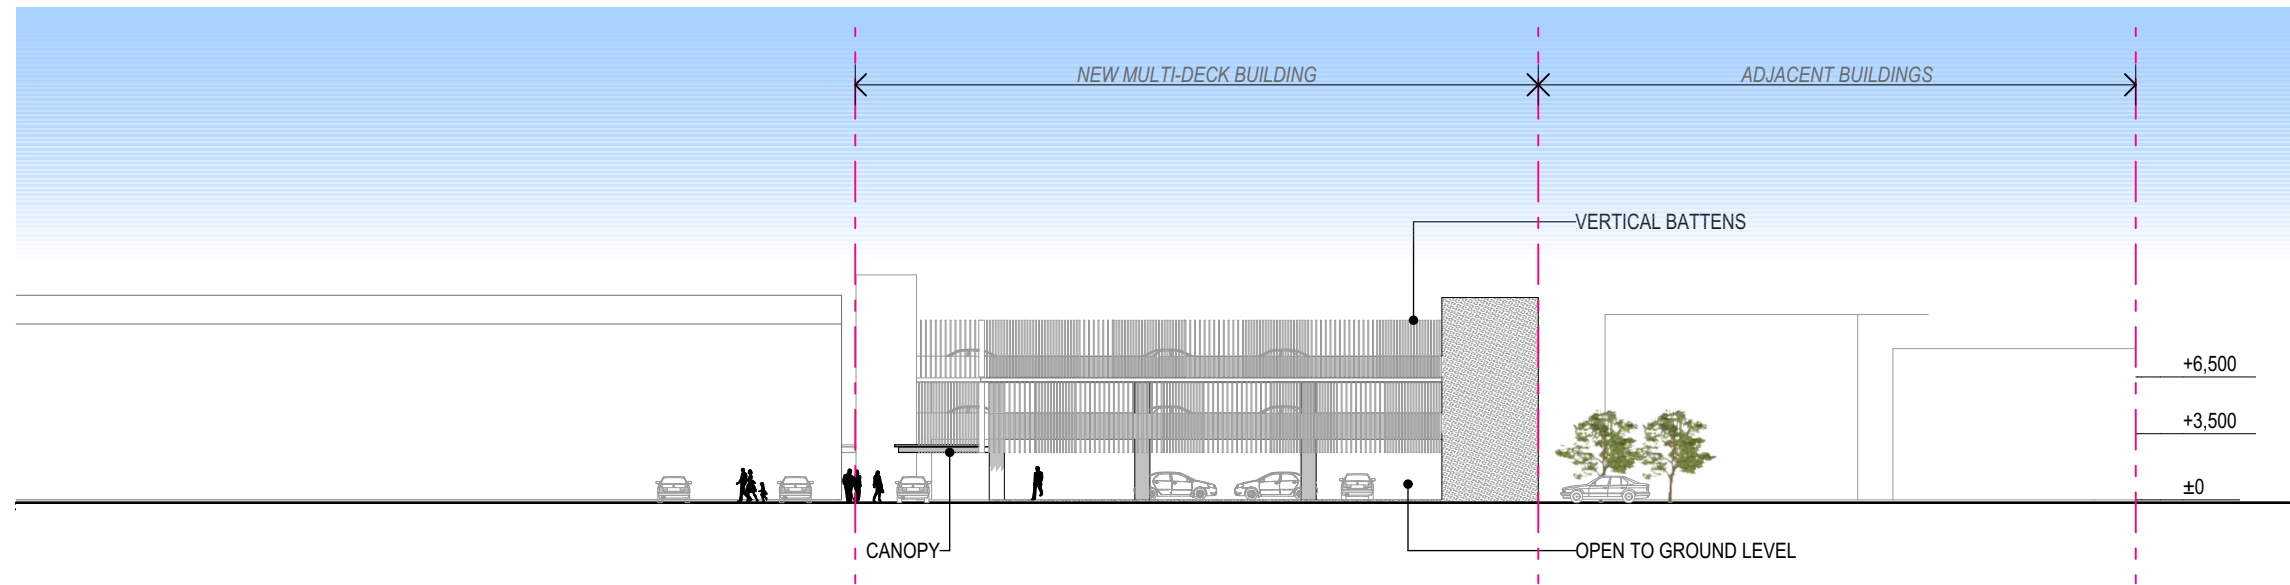 NEW MULTI-DECK BUILDING
ADJACENT BUILDINGS
VERTICAL BATTENS
+6,500
+3,500
±0
CANOPY
OPEN TO GROUND LEVEL